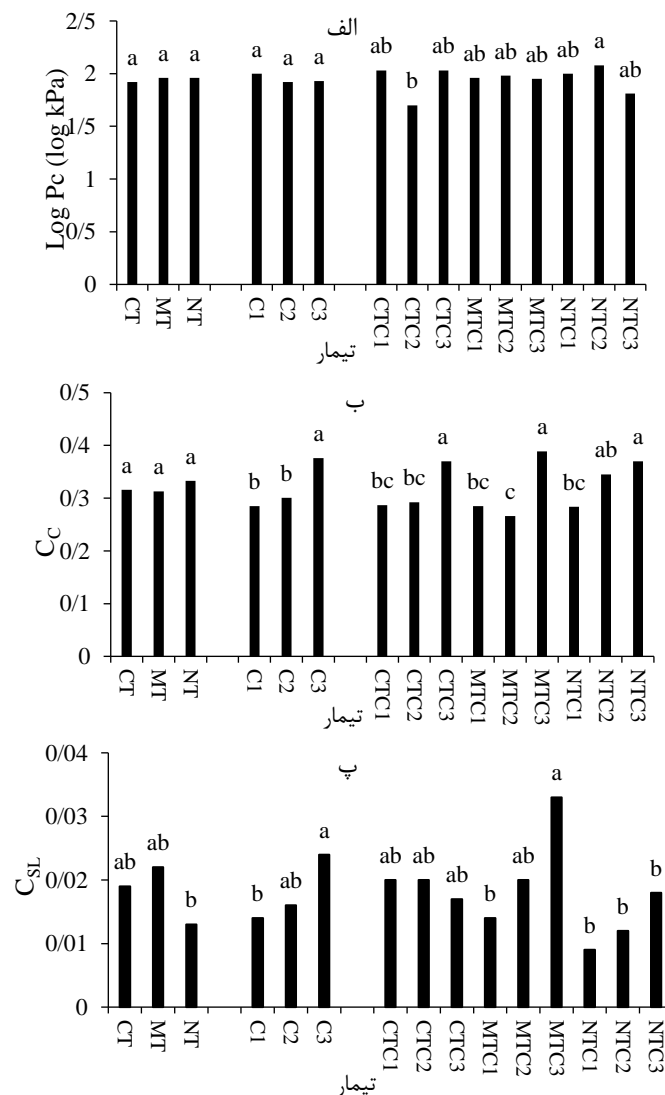 الف
Log Pc (log kPa)
2/5
2
1/5
1
0/5
0
a a a a a a ab b ab ab ab ab ab a ab
CT MT NT C1 C2 C3 CTC1 CTC2 CTC3 MTC1 MTC2 MTC3 NTC1 NTC2 NTC3
تیمار
ب
C_C
0/5
0/4
0/3
0/2
0/1
0
a a a b b a bc bc a bc c a bc ab a
CT MT NT C1 C2 C3 CTC1 CTC2 CTC3 MTC1 MTC2 MTC3 NTC1 NTC2 NTC3
تیمار
پ
C_SL
0/04
0/03
0/02
0/01
0
ab ab b b ab a ab ab ab b ab a b b b
CT MT NT C1 C2 C3 CTC1 CTC2 CTC3 MTC1 MTC2 MTC3 NTC1 NTC2 NTC3
تیمار